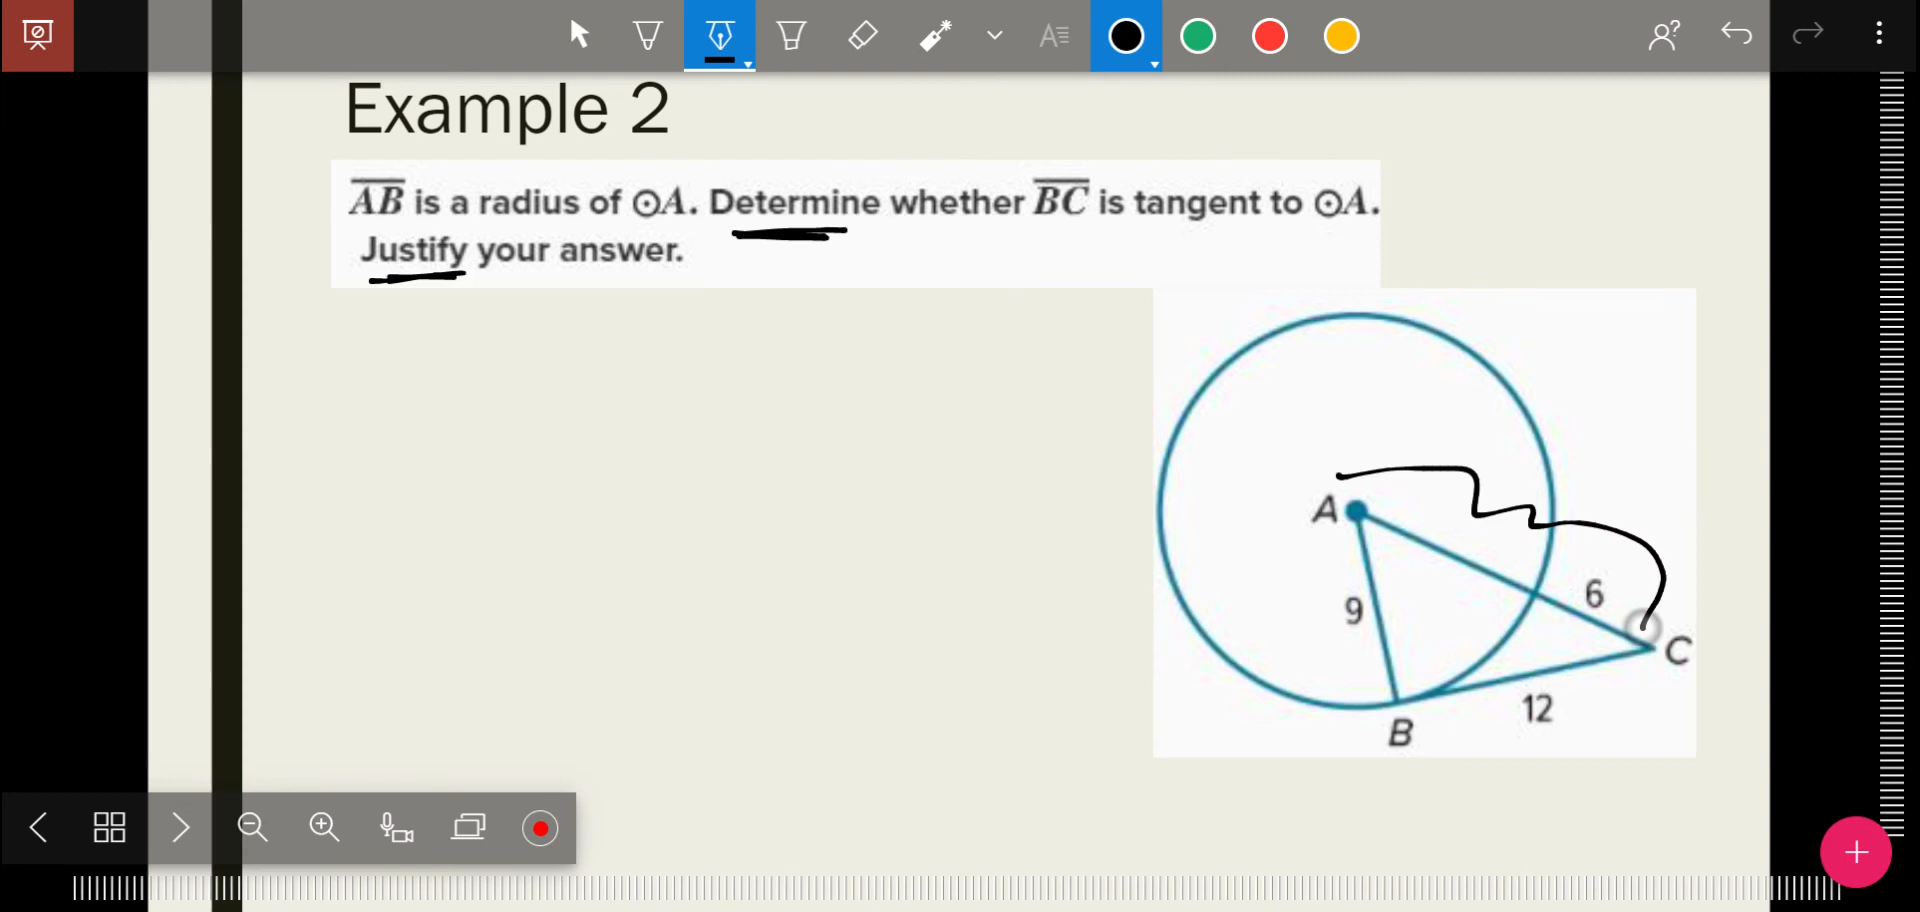 Example 2
AB is a radius of ⊙A. Determine whether BC is tangent to ⊙A.
Justify your answer.
A
6
9
C
12
B